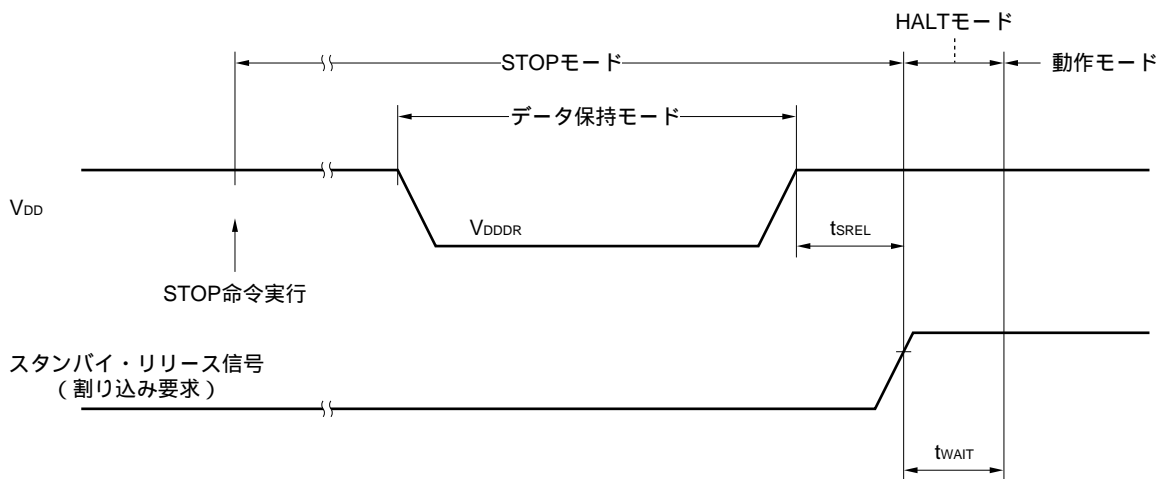 HALTモード
STOPモード
動作モード
データ保持モード
VDD
VDDDR
tSREL
STOP命令実行
スタンバイ・リリース信号
(割り込み要求)
tWAIT